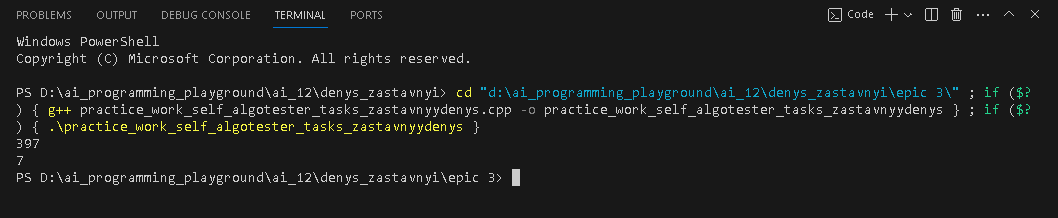 PROBLEMS OUTPUT DEBUG CONSOLE TERMINAL PORTS Code
Windows PowerShell
Copyright (C) Microsoft Corporation. All rights reserved.
PS D:\ai_programming_playground\ai_12\denys_zastavnyi> cd "d:\ai_programming_playground\ai_12\denys_zastavnyi\epic 3\" ; if ($?
) { g++ practice_work_self_algotester_tasks_zastavnyydenys.cpp -o practice_work_self_algotester_tasks_zastavnyydenys } ; if ($?
) { .\practice_work_self_algotester_tasks_zastavnyydenys }
397
7
PS D:\ai_programming_playground\ai_12\denys_zastavnyi\epic 3>